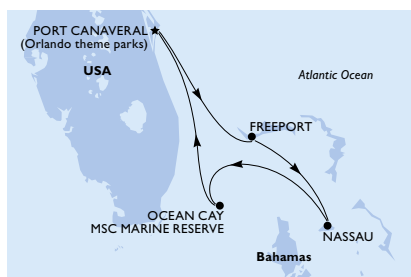 PORT CANAVERAL
(Orlando theme parks)
USA
Atlantic Ocean
FREEPORT
OCEAN CAY
MSC MARINE RESERVE
NASSAU
Bahamas